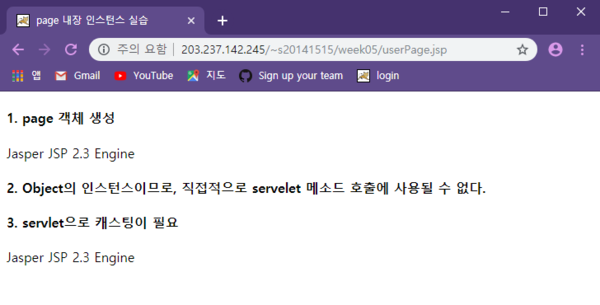 page 내장 인스턴스 실습
주의 요함 203.237.142.245/~s20141515/week05/userPage.jsp
앱 Gmail YouTube 지도 Sign up your team login
1. page 객체 생성
Jasper JSP 2.3 Engine
2. Object의 인스턴스이므로, 직접적으로 servelet 메소드 호출에 사용될 수 없다.
3. servlet으로 캐스팅이 필요
Jasper JSP 2.3 Engine